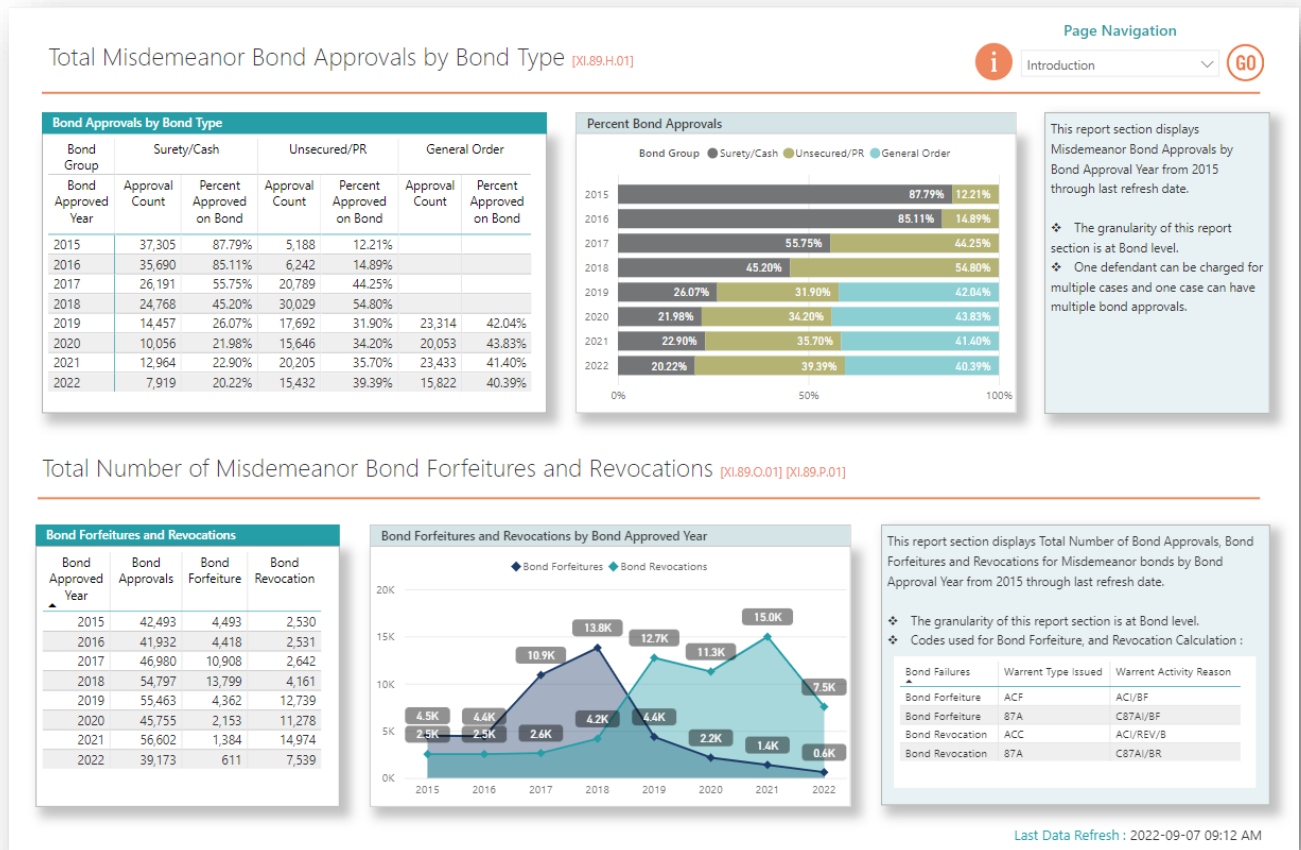 Page Navigation
Total Misdemeanor Bond Approvals by Bond Type [XI.89.H.01]
i
Introduction
GO
Bond Approvals by Bond Type
Bond Group Surety/Cash Unsecured/PR General Order
Bond Approved Year Approval Count Percent Approved on Bond Approval Count Percent Approved on Bond Approval Count Percent Approved on Bond
2015 37,305 87.79% 5,188 12.21%
2016 35,690 85.11% 6,242 14.89%
2017 26,191 55.75% 20,789 44.25%
2018 24,768 45.20% 30,029 54.80%
2019 14,457 26.07% 17,692 31.90% 23,314 42.04%
2020 10,056 21.98% 15,646 34.20% 20,053 43.83%
2021 12,964 22.90% 20,205 35.70% 23,433 41.40%
2022 7,919 20.22% 15,432 39.39% 15,822 40.39%
Percent Bond Approvals
Bond Group Surety/Cash Unsecured/PR General Order
2015 87.79% 12.21%
2016 85.11% 14.89%
2017 55.75% 44.25%
2018 45.20% 54.80%
2019 26.07% 31.90% 42.04%
2020 21.98% 34.20% 43.83%
2021 22.90% 35.70% 41.40%
2022 20.22% 39.39% 40.39%
0% 50% 100%
This report section displays
Misdemeanor Bond Approvals by
Bond Approval Year from 2015
through last refresh date.
❖ The granularity of this report
section is at Bond level.
❖ One defendant can be charged for
multiple cases and one case can have
multiple bond approvals.
Total Number of Misdemeanor Bond Forfeitures and Revocations [XI.89.O.01] [XI.89.P.01]
Bond Forfeitures and Revocations
Bond Approved Year Bond Approvals Bond Forfeiture Bond Revocation
2015 42,493 4,493 2,530
2016 41,932 4,418 2,531
2017 46,980 10,908 2,642
2018 54,797 13,799 4,161
2019 55,463 4,362 12,739
2020 45,755 2,153 11,278
2021 56,602 1,384 14,974
2022 39,173 611 7,539
Bond Forfeitures and Revocations by Bond Approved Year
Bond Forfeitures Bond Revocations
20K
15K
10K
5K
0K
4.5K 4.4K 10.9K 13.8K 4.4K 2.2K 1.4K 0.6K
2.5K 2.5K 2.6K 4.2K 12.7K 11.3K 15.0K 7.5K
2015 2016 2017 2018 2019 2020 2021 2022
This report section displays Total Number of Bond Approvals, Bond
Forfeitures and Revocations for Misdemeanor bonds by Bond
Approval Year from 2015 through last refresh date.
❖ The granularity of this report section is at Bond level.
❖ Codes used for Bond Forfeiture, and Revocation Calculation :
Bond Failures Warrent Type Issued Warrent Activity Reason
Bond Forfeiture ACF ACI/BF
Bond Forfeiture 87A C87AI/BF
Bond Revocation ACC ACI/REV/B
Bond Revocation 87A C87AI/BR
Last Data Refresh : 2022-09-07 09:12 AM